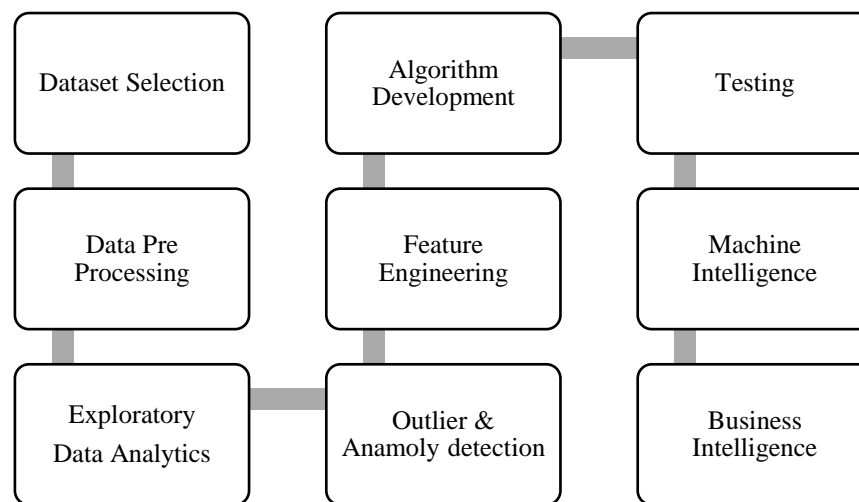 Dataset Selection
Data Pre
Processing
Exploratory
Data Analytics
Outlier &
Anamoly detection
Feature
Engineering
Algorithm
Development
Testing
Machine
Intelligence
Business
Intelligence